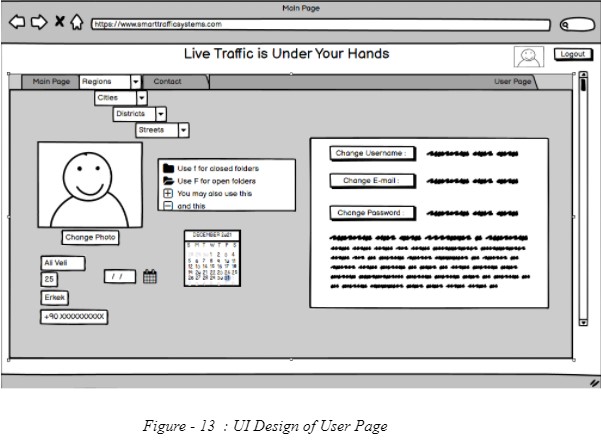 Main Page
https://www.smarttrafficsystems.com
Live Traffic is Under Your Hands
Logout
Main Page Regions Contact User Page
Cities
Districts
Streets
Use f for closed folders
Use F for open folders
You may also use this
and this
Change Photo
Change Username :
Change E-mail :
Change Password :
DECEMBER 2021
S M T W T F S
Ali Veli
25
/ /
Erkek
+90 XXXXXXXXXX
Figure - 13 : UI Design of User Page